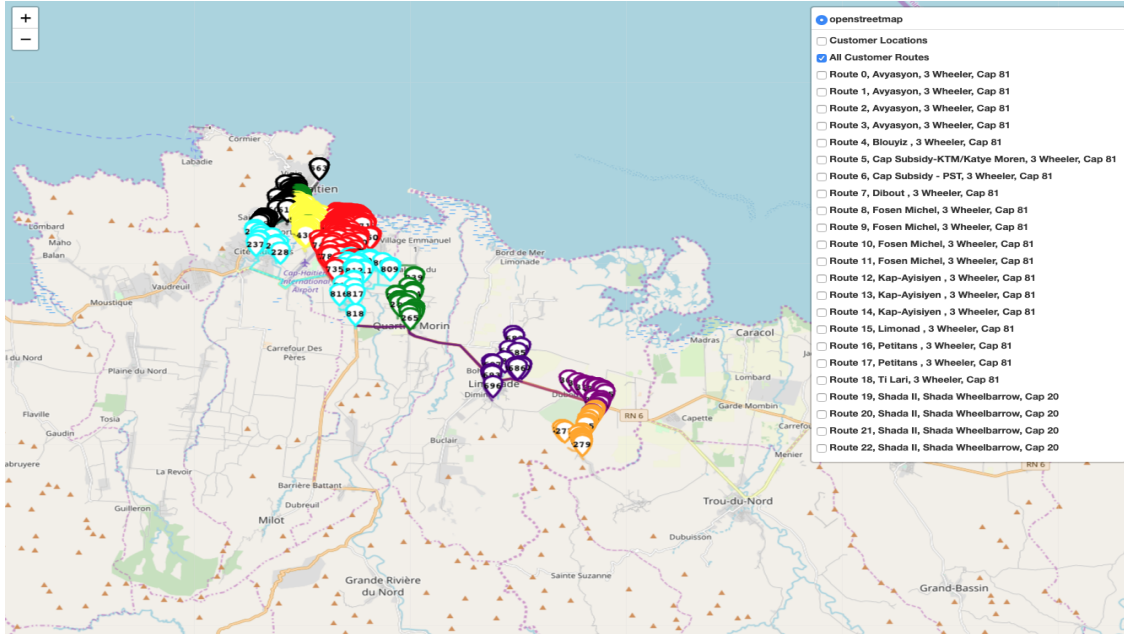 +
−
openstreetmap
Customer Locations
All Customer Routes
Route 0, Avyasyon, 3 Wheeler, Cap 81
Route 1, Avyasyon, 3 Wheeler, Cap 81
Route 2, Avyasyon, 3 Wheeler, Cap 81
Route 3, Avyasyon, 3 Wheeler, Cap 81
Route 4, Blouyiz , 3 Wheeler, Cap 81
Route 5, Cap Subsidy-KTM/Katye Moren, 3 Wheeler, Cap 81
Route 6, Cap Subsidy - PST, 3 Wheeler, Cap 81
Route 7, Dibout , 3 Wheeler, Cap 81
Route 8, Fosen Michel, 3 Wheeler, Cap 81
Route 9, Fosen Michel, 3 Wheeler, Cap 81
Route 10, Fosen Michel, 3 Wheeler, Cap 81
Route 11, Fosen Michel, 3 Wheeler, Cap 81
Route 12, Kap-Ayisiyen , 3 Wheeler, Cap 81
Route 13, Kap-Ayisiyen , 3 Wheeler, Cap 81
Route 14, Kap-Ayisiyen , 3 Wheeler, Cap 81
Route 15, Limonad , 3 Wheeler, Cap 81
Route 16, Petitans , 3 Wheeler, Cap 81
Route 17, Petitans , 3 Wheeler, Cap 81
Route 18, Ti Lari, 3 Wheeler, Cap 81
Route 19, Shada II, Shada Wheelbarrow, Cap 20
Route 20, Shada II, Shada Wheelbarrow, Cap 20
Route 21, Shada II, Shada Wheelbarrow, Cap 20
Route 22, Shada II, Shada Wheelbarrow, Cap 20
Cormier
Labadie
563
Lombard
Maho
Balan
237
228
Village Emmanuel
1
Bord de Mer
Limonade
735
809
Cap-Haïtien
International
Airport
Vaudreuil
Moustique
816
817
818
265
Madras
Caracol
Carrefour Des
Pères
Plaine du Nord
Lombard
686
696
Garde Mombin
RN 6
Capette
Flaville
Gaudin
279
Buclair
Menier
RN 6
La Revoir
Barrière Battant
Dubreuil
Guilleron
Milot
Trou-du-Nord
Dubuisson
Sainte Suzanne
Grande Rivière
du Nord
Grand-Bassin